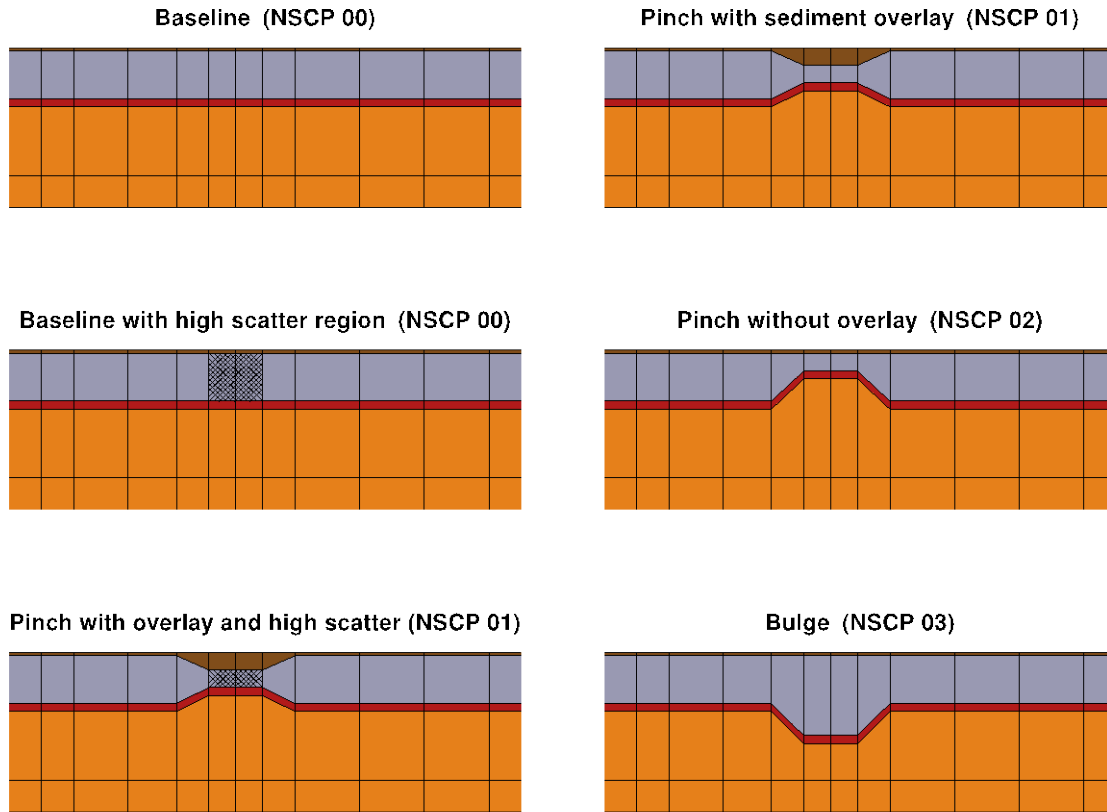 Baseline (NSCP 00)
Pinch with sediment overlay (NSCP 01)
Baseline with high scatter region (NSCP 00)
Pinch without overlay (NSCP 02)
Pinch with overlay and high scatter (NSCP 01)
Bulge (NSCP 03)